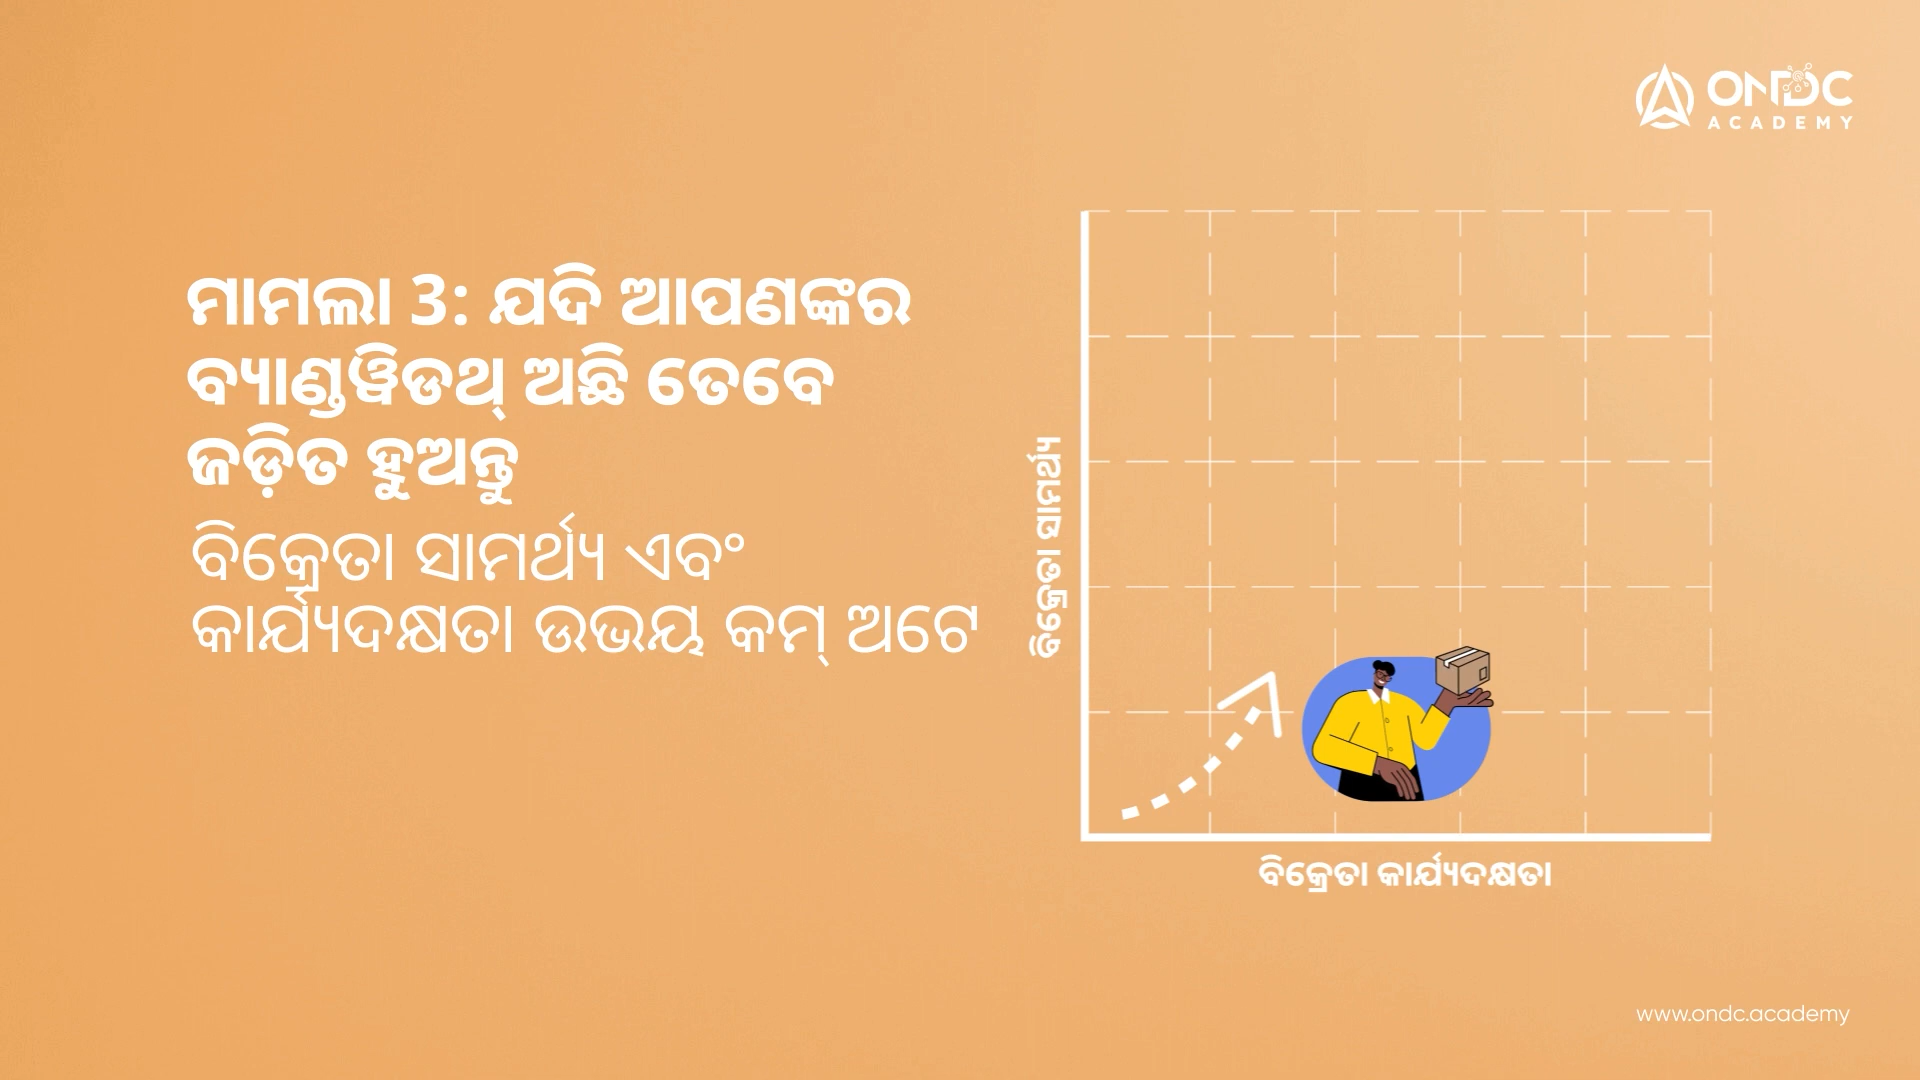 ONDC
ACADEMY
ମାମଲା 3: ଯଦି ଆପଣଙ୍କର
ବ୍ୟାଣ୍ଡୱିଡଥ୍ ଅଛି ତେବେ
ଜଡ଼ିତ ହୁଅନ୍ତୁ
ବିକ୍ରେତା ସାମର୍ଥ୍ୟ ଏବଂ
କାର୍ଯ୍ୟଦକ୍ଷତା ଉଭୟ କମ୍ ଅଟେ
ବିକ୍ରେତା ସାମର୍ଥ୍ୟ
ବିକ୍ରେତା କାର୍ଯ୍ୟଦକ୍ଷତା
www.ondc.academy